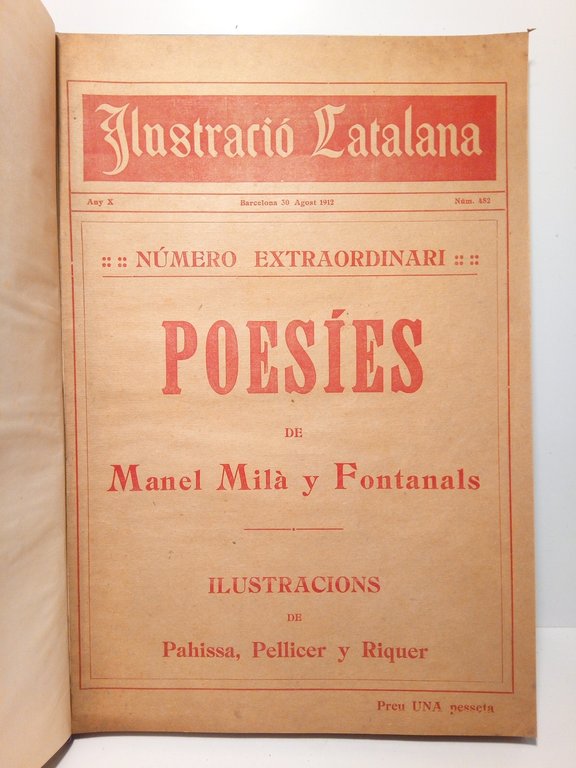 Ilustració Catalana
Any X Barcelona 30 Agost 1912 Núm. 482
:: :: NÚMERO EXTRAORDINARI :: ::
POESÍES
DE
Manel Milà y Fontanals
ILUSTRACIONS
DE
Pahissa, Pellicer y Riquer
Preu UNA pesseta